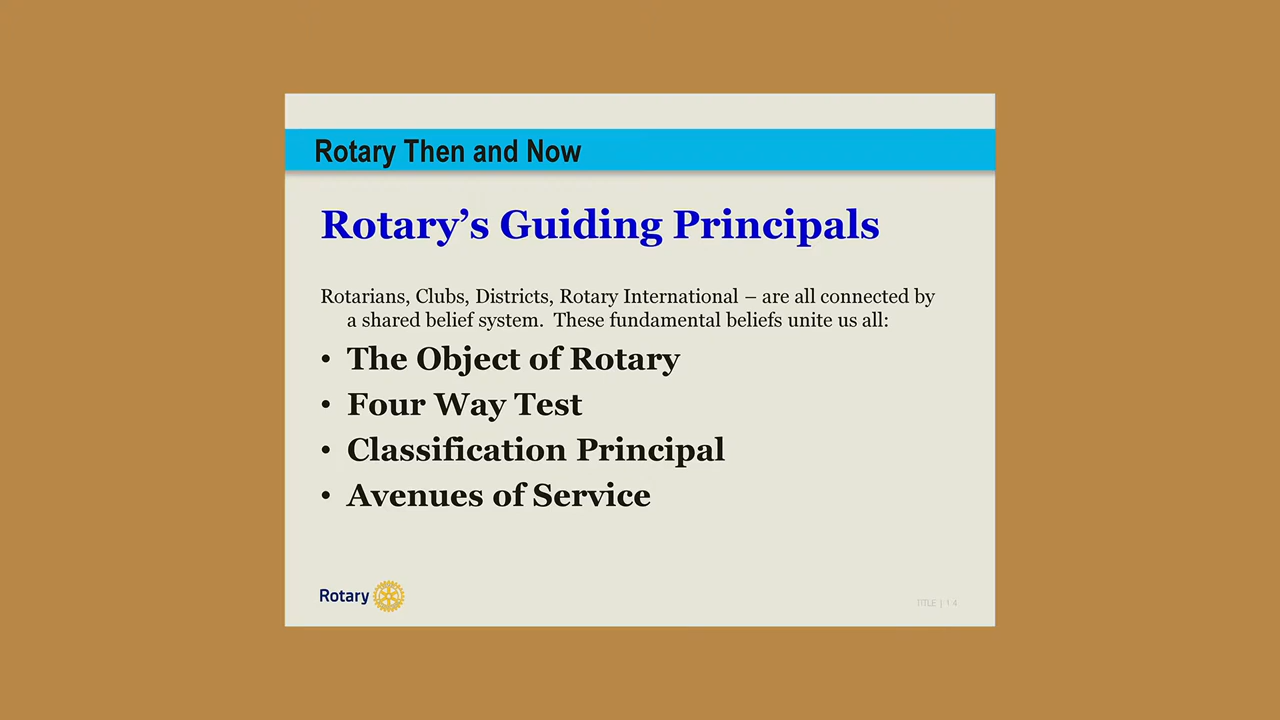 Rotary Then and Now
Rotary’s Guiding Principals
Rotarians, Clubs, Districts, Rotary International – are all connected by
a shared belief system.  These fundamental beliefs unite us all:
• The Object of Rotary
• Four Way Test
• Classification Principal
• Avenues of Service
Rotary
TITLE | 14